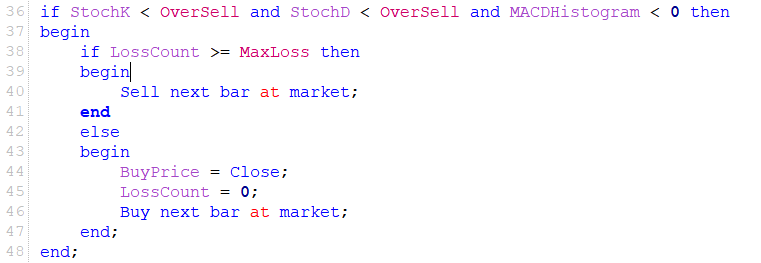 36 if StochK < OverSell and StochD < OverSell and MACDHistogram < 0 then
37 begin
38     if LossCount >= MaxLoss then
39     begin
40         Sell next bar at market;
41     end
42     else
43     begin
44         BuyPrice = Close;
45         LossCount = 0;
46         Buy next bar at market;
47     end;
48 end;